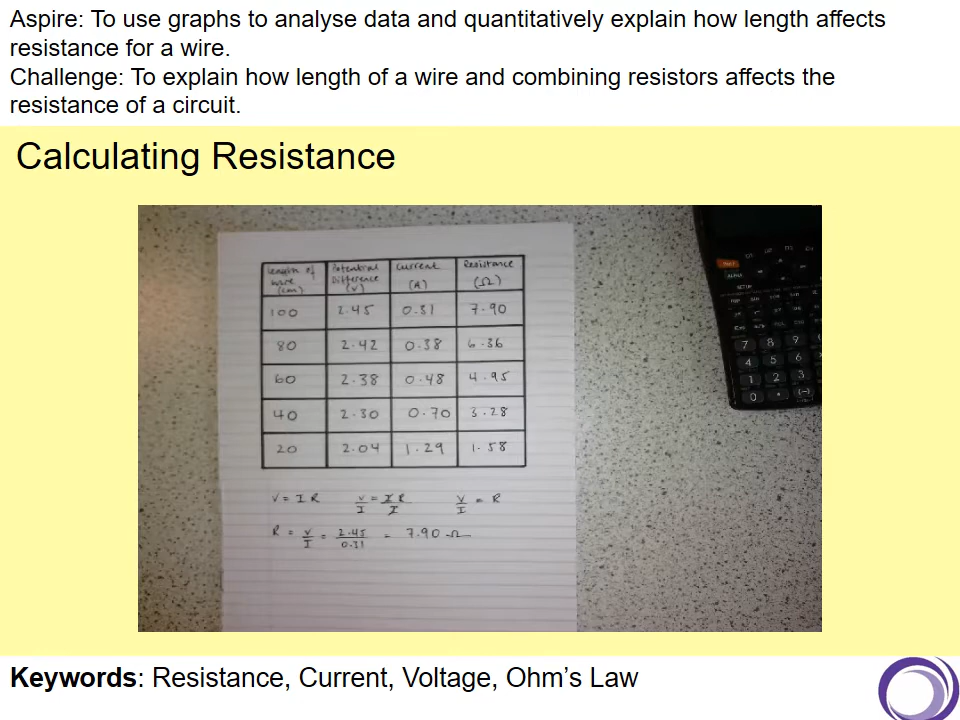 Aspire: To use graphs to analyse data and quantitatively explain how length affects
resistance for a wire.
Challenge: To explain how length of a wire and combining resistors affects the
resistance of a circuit.
Calculating Resistance
Length of wire (cm) Potential Difference (V) Current (A) Resistance (Ω)
100 2.45 0.31 7.90
80 2.42 0.38 6.36
60 2.38 0.48 4.95
40 2.30 0.70 3.28
20 2.04 1.29 1.58
V = I R V/I = I R/I V/I = R
R = V/I = 2.45/0.31 = 7.90 Ω
ALPHA
SETUP
7 8 9
4 5 6
1 2 3
0 • (−)
Keywords: Resistance, Current, Voltage, Ohm’s Law